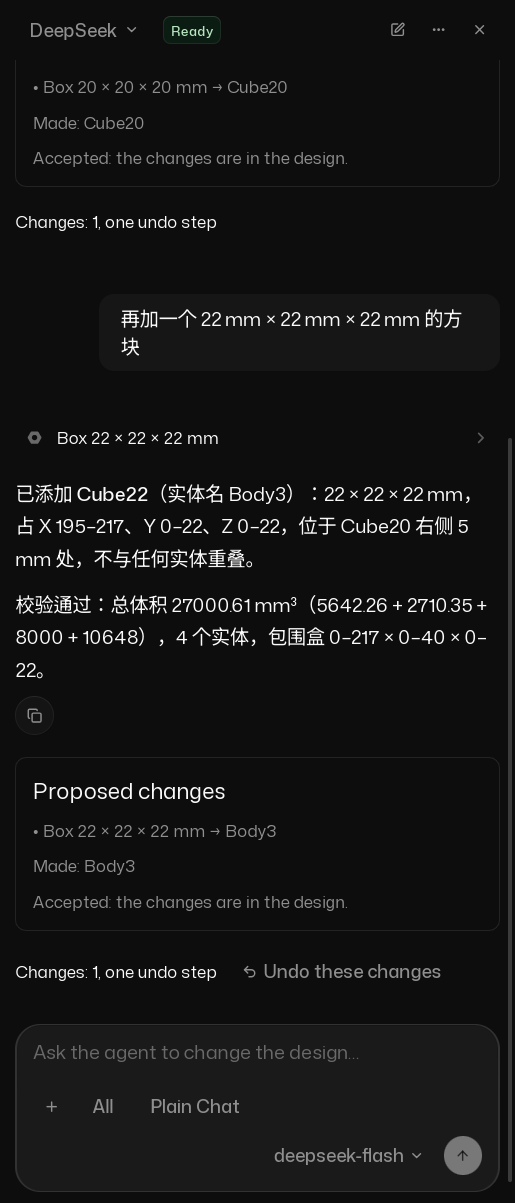 DeepSeek
Ready
• Box 20 × 20 × 20 mm → Cube20
Made: Cube20
Accepted: the changes are in the design.
Changes: 1, one undo step
再加一个 22 mm × 22 mm × 22 mm 的方
块
Box 22 × 22 × 22 mm
已添加 Cube22（实体名 Body3）：22 × 22 × 22 mm，
占 X 195–217、Y 0–22、Z 0–22，位于 Cube20 右侧 5
mm 处，不与任何实体重叠。
校验通过：总体积 27000.61 mm³（5642.26 + 2710.35 +
8000 + 10648），4 个实体，包围盒 0–217 × 0–40 × 0–
22。
Proposed changes
• Box 22 × 22 × 22 mm → Body3
Made: Body3
Accepted: the changes are in the design.
Changes: 1, one undo step
Undo these changes
Ask the agent to change the design...
All
Plain Chat
deepseek-flash